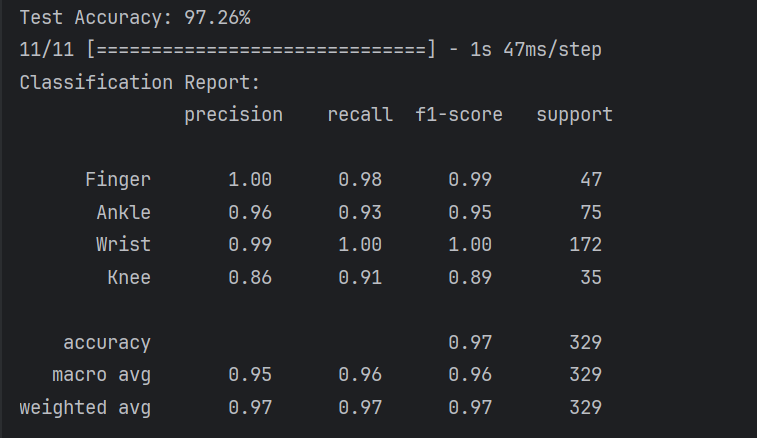 Test Accuracy: 97.26%
11/11 [==============================] - 1s 47ms/step
Classification Report:
precision recall f1-score support
Finger 1.00 0.98 0.99 47
Ankle 0.96 0.93 0.95 75
Wrist 0.99 1.00 1.00 172
Knee 0.86 0.91 0.89 35
accuracy 0.97 329
macro avg 0.95 0.96 0.96 329
weighted avg 0.97 0.97 0.97 329